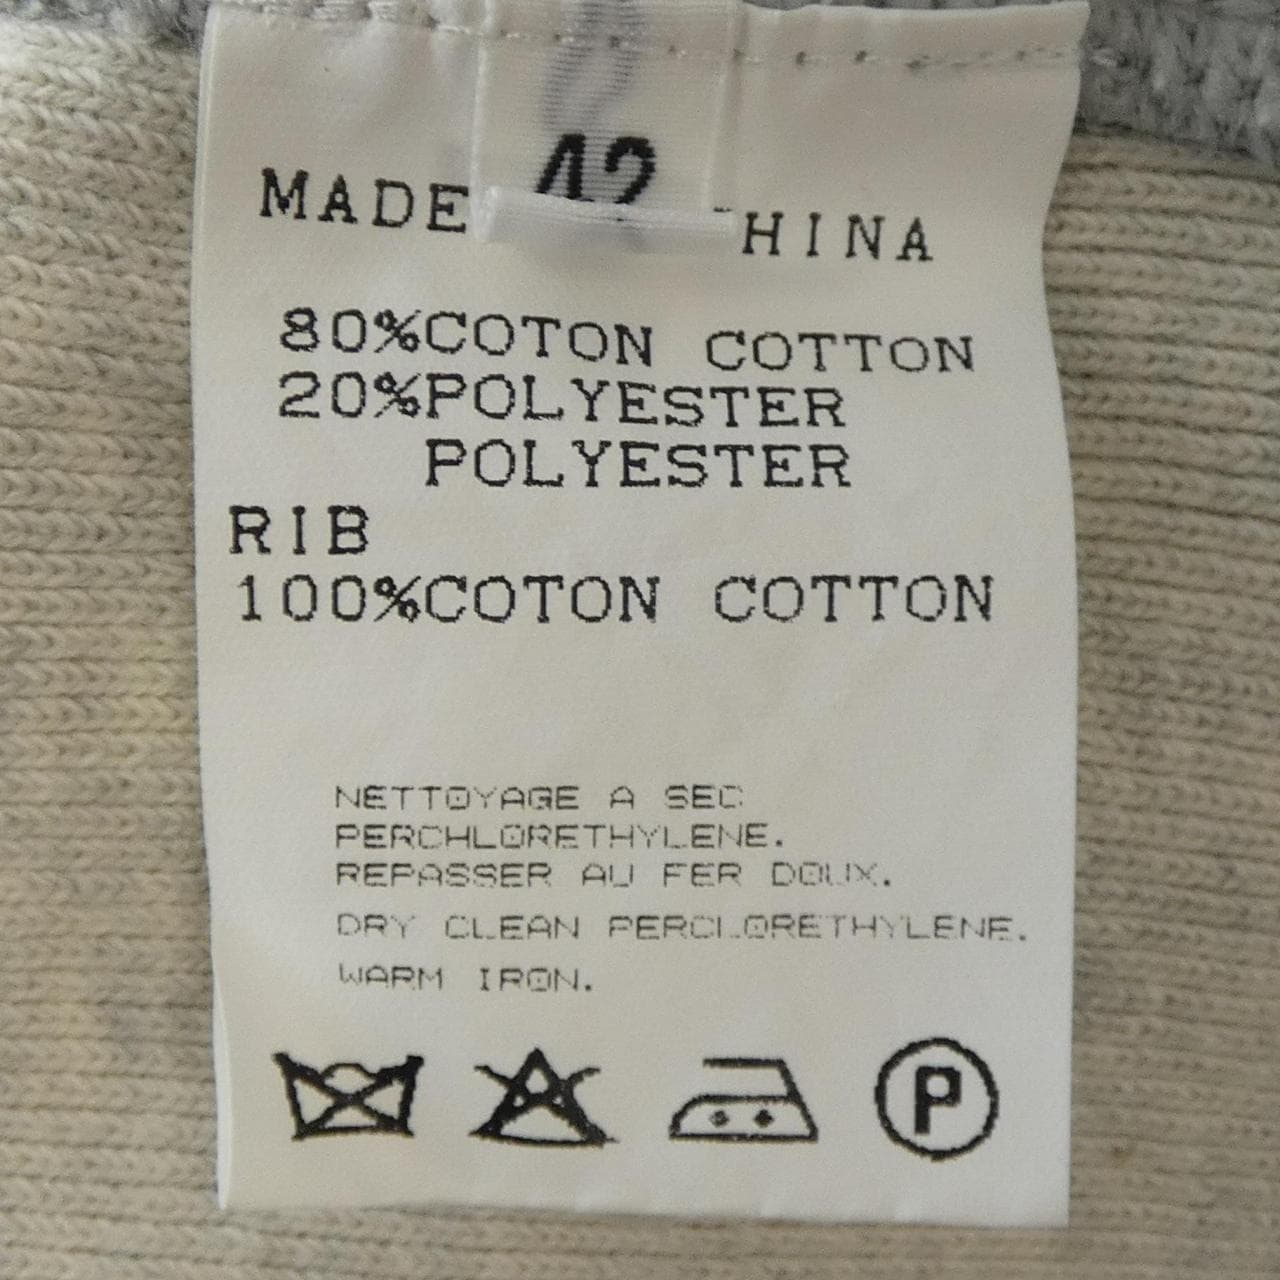 42
MADE HINA
80%COTON COTTON
20%POLYESTER
POLYESTER
RIB
100%COTON COTTON
NETTOYAGE A SEC
PERCHLORETHYLENE.
REPASSER AU FER DOUX.
DRY CLEAN PERCLORETHYLENE.
WARM IRON.
P